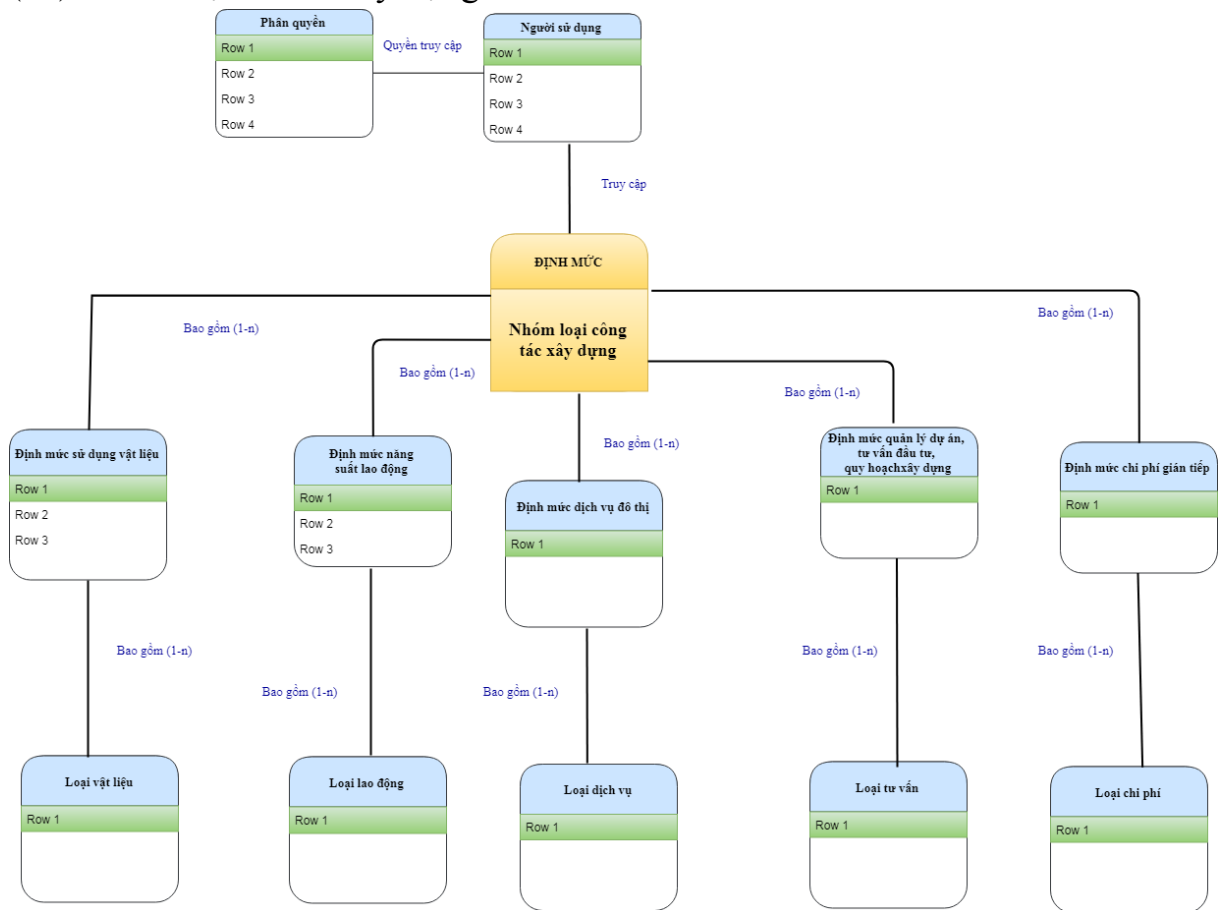 Phân quyền
Row 1
Row 2
Row 3
Row 4
Quyền truy cập
Người sử dụng
Row 1
Row 2
Row 3
Row 4
Truy cập
ĐỊNH MỨC
Nhóm loại công
tác xây dựng
Bao gồm (1-n)
Bao gồm (1-n)
Bao gồm (1-n)
Bao gồm (1-n)
Bao gồm (1-n)
Định mức sử dụng vật liệu
Row 1
Row 2
Row 3
Định mức năng
suất lao động
Row 1
Row 2
Row 3
Định mức dịch vụ đô thị
Row 1
Định mức quản lý dự án,
tư vấn đầu tư,
quy hoạchxây dựng
Row 1
Định mức chi phí gián tiếp
Row 1
Bao gồm (1-n)
Bao gồm (1-n)
Bao gồm (1-n)
Bao gồm (1-n)
Bao gồm (1-n)
Loại vật liệu
Row 1
Loại lao động
Row 1
Loại dịch vụ
Row 1
Loại tư vấn
Row 1
Loại chi phí
Row 1